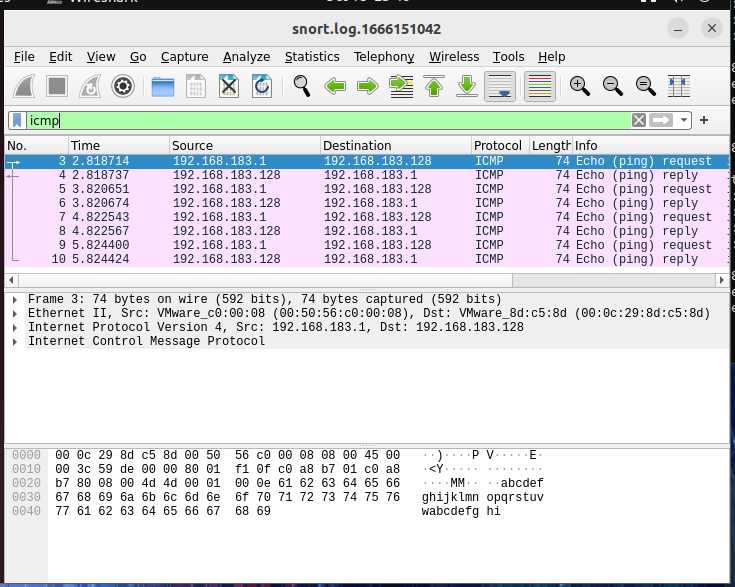 snort.log.1666151042
File Edit View Go Capture Analyze Statistics Telephony Wireless Tools Help
icmp
No. Time Source Destination Protocol Length Info
3 2.818714 192.168.183.1 192.168.183.128 ICMP 74 Echo (ping) request
4 2.818737 192.168.183.128 192.168.183.1 ICMP 74 Echo (ping) reply
5 3.820651 192.168.183.1 192.168.183.128 ICMP 74 Echo (ping) request
6 3.820674 192.168.183.128 192.168.183.1 ICMP 74 Echo (ping) reply
7 4.822543 192.168.183.1 192.168.183.128 ICMP 74 Echo (ping) request
8 4.822567 192.168.183.128 192.168.183.1 ICMP 74 Echo (ping) reply
9 5.824400 192.168.183.1 192.168.183.128 ICMP 74 Echo (ping) request
10 5.824424 192.168.183.128 192.168.183.1 ICMP 74 Echo (ping) reply
Frame 3: 74 bytes on wire (592 bits), 74 bytes captured (592 bits)
Ethernet II, Src: VMware_c0:00:08 (00:50:56:c0:00:08), Dst: VMware_8d:c5:8d (00:0c:29:8d:c5:8d)
Internet Protocol Version 4, Src: 192.168.183.1, Dst: 192.168.183.128
Internet Control Message Protocol
0000 00 0c 29 8d c5 8d 00 50 56 c0 00 08 08 00 45 00 ··)····P V·····E·
0010 00 3c 59 de 00 00 80 01 f1 0f c0 a8 b7 01 c0 a8 ·<Y····· ········
0020 b7 80 08 00 4d 4d 00 01 00 0e 61 62 63 64 65 66 ····MM·· ··abcdef
0030 67 68 69 6a 6b 6c 6d 6e 6f 70 71 72 73 74 75 76 ghijklmn opqrstuv
0040 77 61 62 63 64 65 66 67 68 69 wabcdefg hi